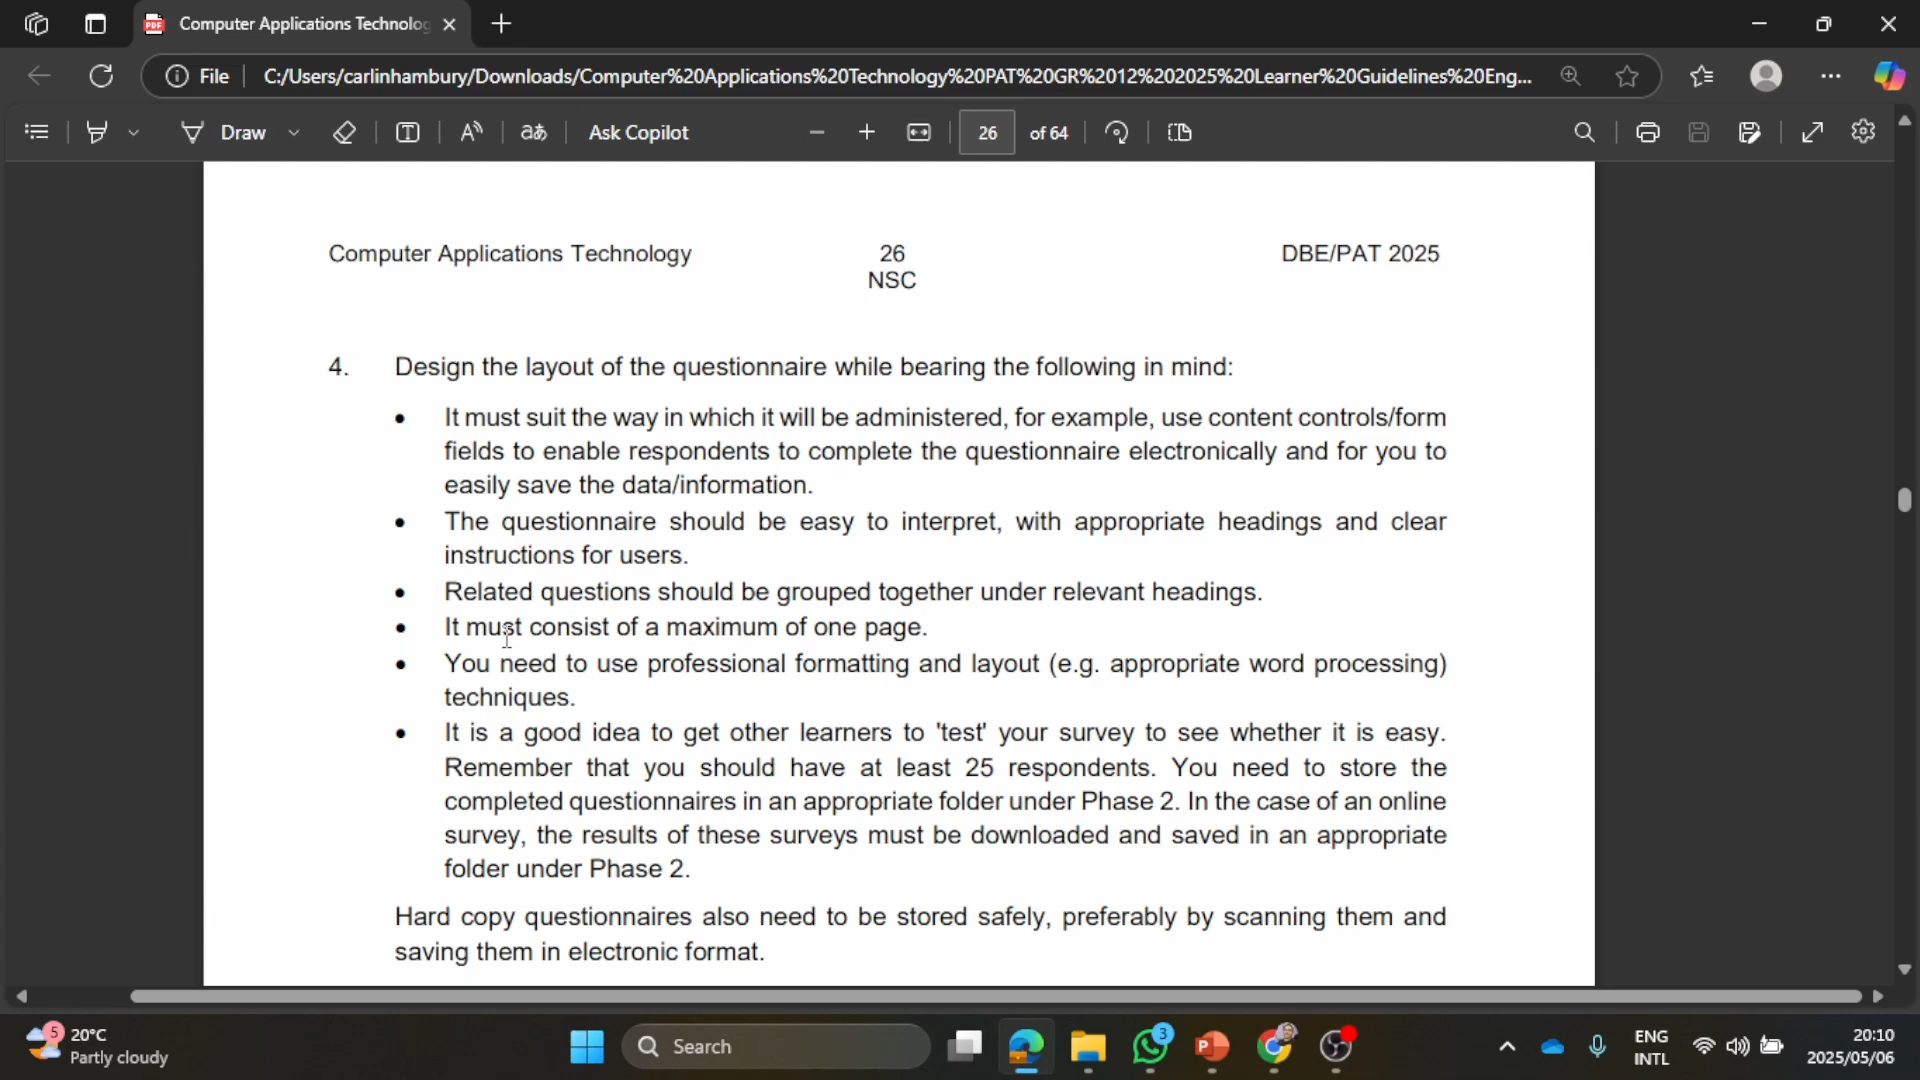 Computer Applications Technolog
File
C:/Users/carlinhambury/Downloads/Computer%20Applications%20Technology%20PAT%20GR%2012%202025%20Learner%20Guidelines%20Eng...
Draw
Ask Copilot
26
of 64
Computer Applications Technology 26 DBE/PAT 2025
NSC
4. Design the layout of the questionnaire while bearing the following in mind:
• It must suit the way in which it will be administered, for example, use content controls/form
fields to enable respondents to complete the questionnaire electronically and for you to
easily save the data/information.
• The questionnaire should be easy to interpret, with appropriate headings and clear
instructions for users.
• Related questions should be grouped together under relevant headings.
• It must consist of a maximum of one page.
• You need to use professional formatting and layout (e.g. appropriate word processing)
techniques.
• It is a good idea to get other learners to 'test' your survey to see whether it is easy.
Remember that you should have at least 25 respondents. You need to store the
completed questionnaires in an appropriate folder under Phase 2. In the case of an online
survey, the results of these surveys must be downloaded and saved in an appropriate
folder under Phase 2.
Hard copy questionnaires also need to be stored safely, preferably by scanning them and
saving them in electronic format.
5
20°C
Partly cloudy
Search
3
ENG
INTL
20:10
2025/05/06